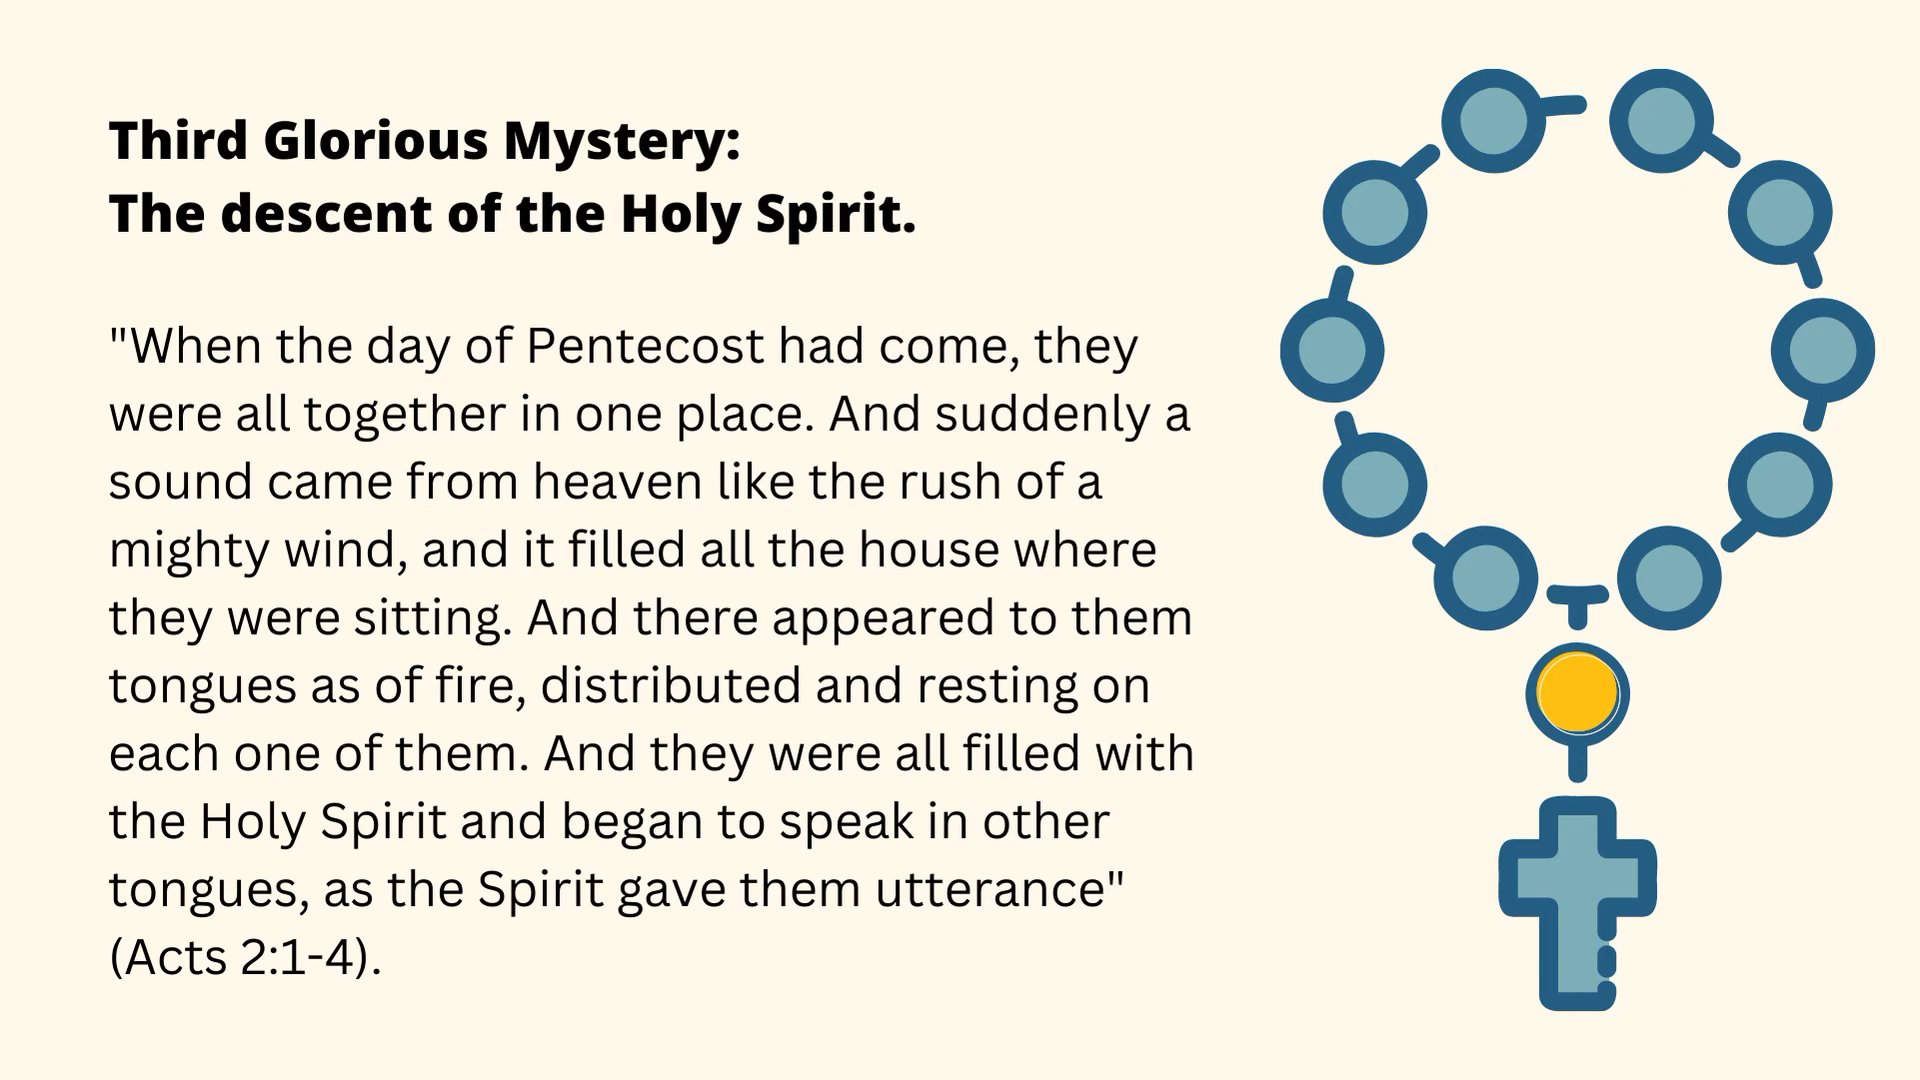 Third Glorious Mystery:
The descent of the Holy Spirit.
"When the day of Pentecost had come, they
were all together in one place. And suddenly a
sound came from heaven like the rush of a
mighty wind, and it filled all the house where
they were sitting. And there appeared to them
tongues as of fire, distributed and resting on
each one of them. And they were all filled with
the Holy Spirit and began to speak in other
tongues, as the Spirit gave them utterance"
(Acts 2:1-4).